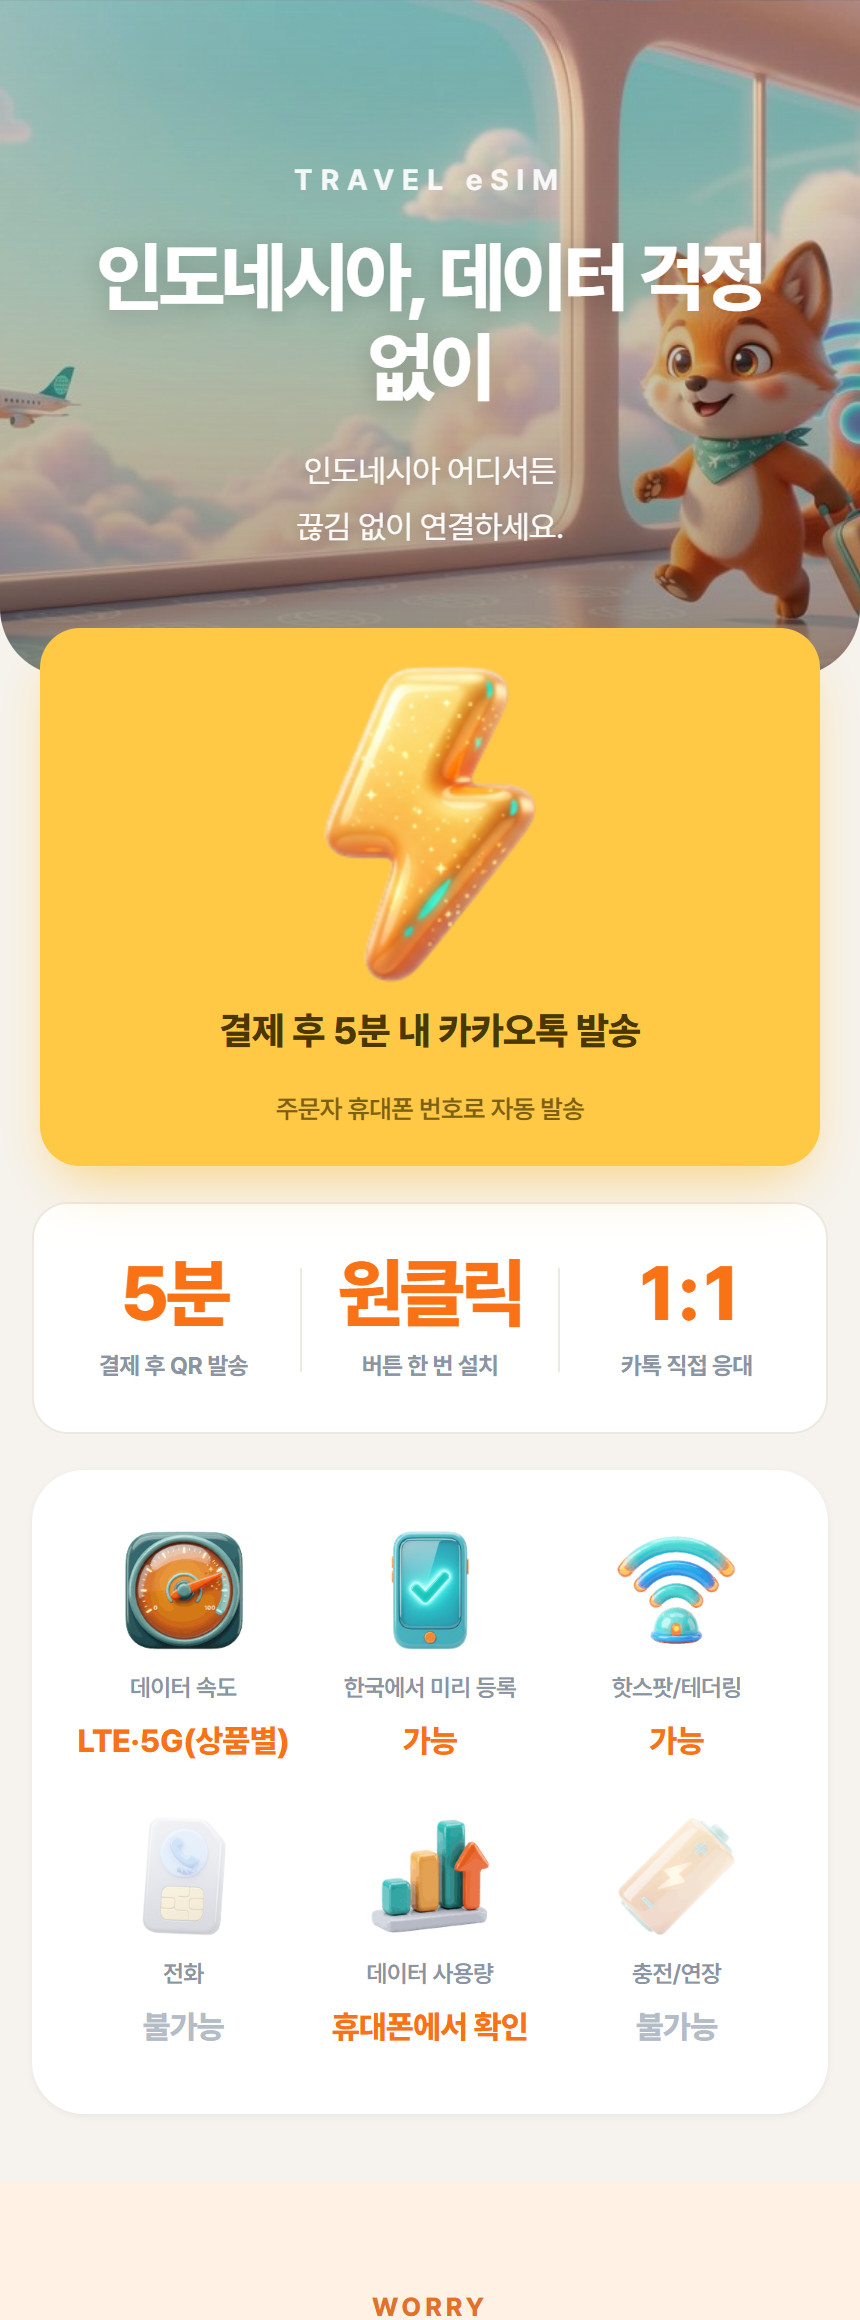 TRAVEL eSIM
인도네시아, 데이터 걱정
없이
인도네시아 어디서든
끊김 없이 연결하세요.
결제 후 5분 내 카카오톡 발송
주문자 휴대폰 번호로 자동 발송
5분
결제 후 QR 발송
원클릭
버튼 한 번 설치
1:1
카톡 직접 응대
데이터 속도
LTE·5G(상품별)
한국에서 미리 등록
가능
핫스팟/테더링
가능
전화
불가능
데이터 사용량
휴대폰에서 확인
충전/연장
불가능
WORRY